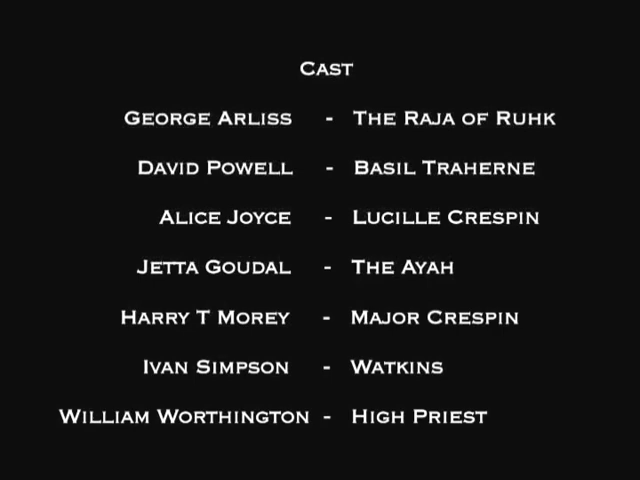 Cast
George Arliss - The Raja of Ruhk
David Powell - Basil Traherne
Alice Joyce - Lucille Crespin
Jetta Goudal - The Ayah
Harry T Morey - Major Crespin
Ivan Simpson - Watkins
William Worthington - High Priest